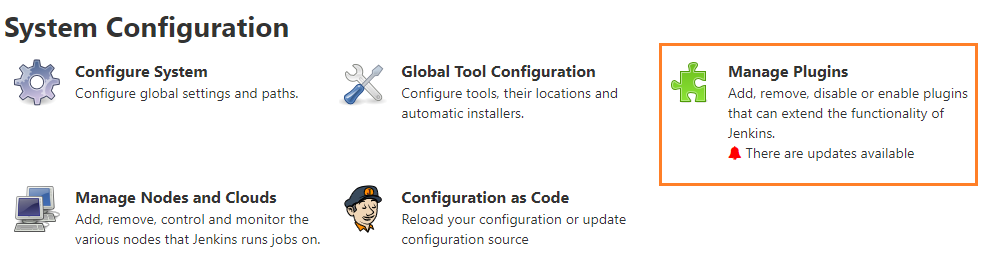 System Configuration
Configure System
Configure global settings and paths.
Global Tool Configuration
Configure tools, their locations and
automatic installers.
Manage Plugins
Add, remove, disable or enable plugins
that can extend the functionality of
Jenkins.
There are updates available
Manage Nodes and Clouds
Add, remove, control and monitor the
various nodes that Jenkins runs jobs on.
Configuration as Code
Reload your configuration or update
configuration source